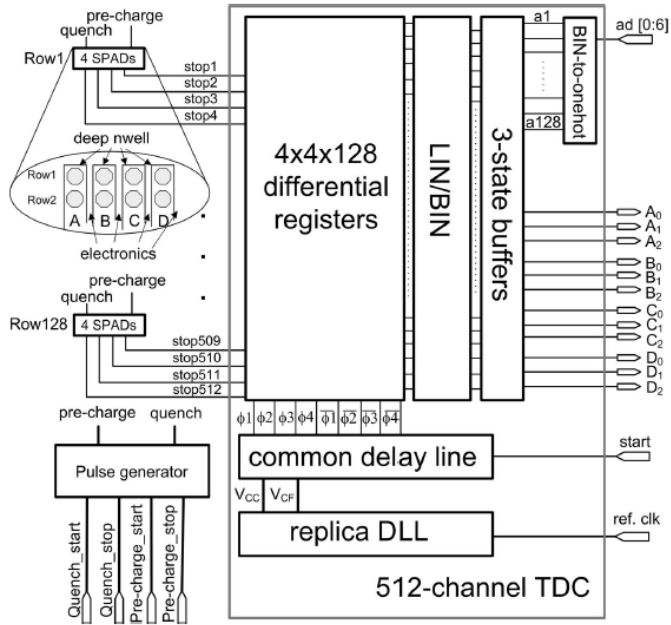 pre-charge
quench
Row1
4 SPADs
stop1
stop2
stop3
stop4
deep nwell
Row1
Row2
A B C D
electronics
pre-charge
quench
Row128
4 SPADs
stop509
stop510
stop511
stop512
4x4x128
differential
registers
LIN/BIN
3-state buffers
a1
a128
BIN-to-onehot
ad [0:6]
A0
A1
A2
B0
B1
B2
C0
C1
C2
D0
D1
D2
ϕ1 ϕ2 ϕ3 ϕ4 ϕ̅1̅ ϕ̅2̅ ϕ̅3̅ ϕ̅4̅
common delay line
start
VCC VCF
replica DLL
ref. clk
512-channel TDC
pre-charge quench
Pulse generator
Quench_start
Quench_stop
Pre-charge_start
Pre-charge_stop